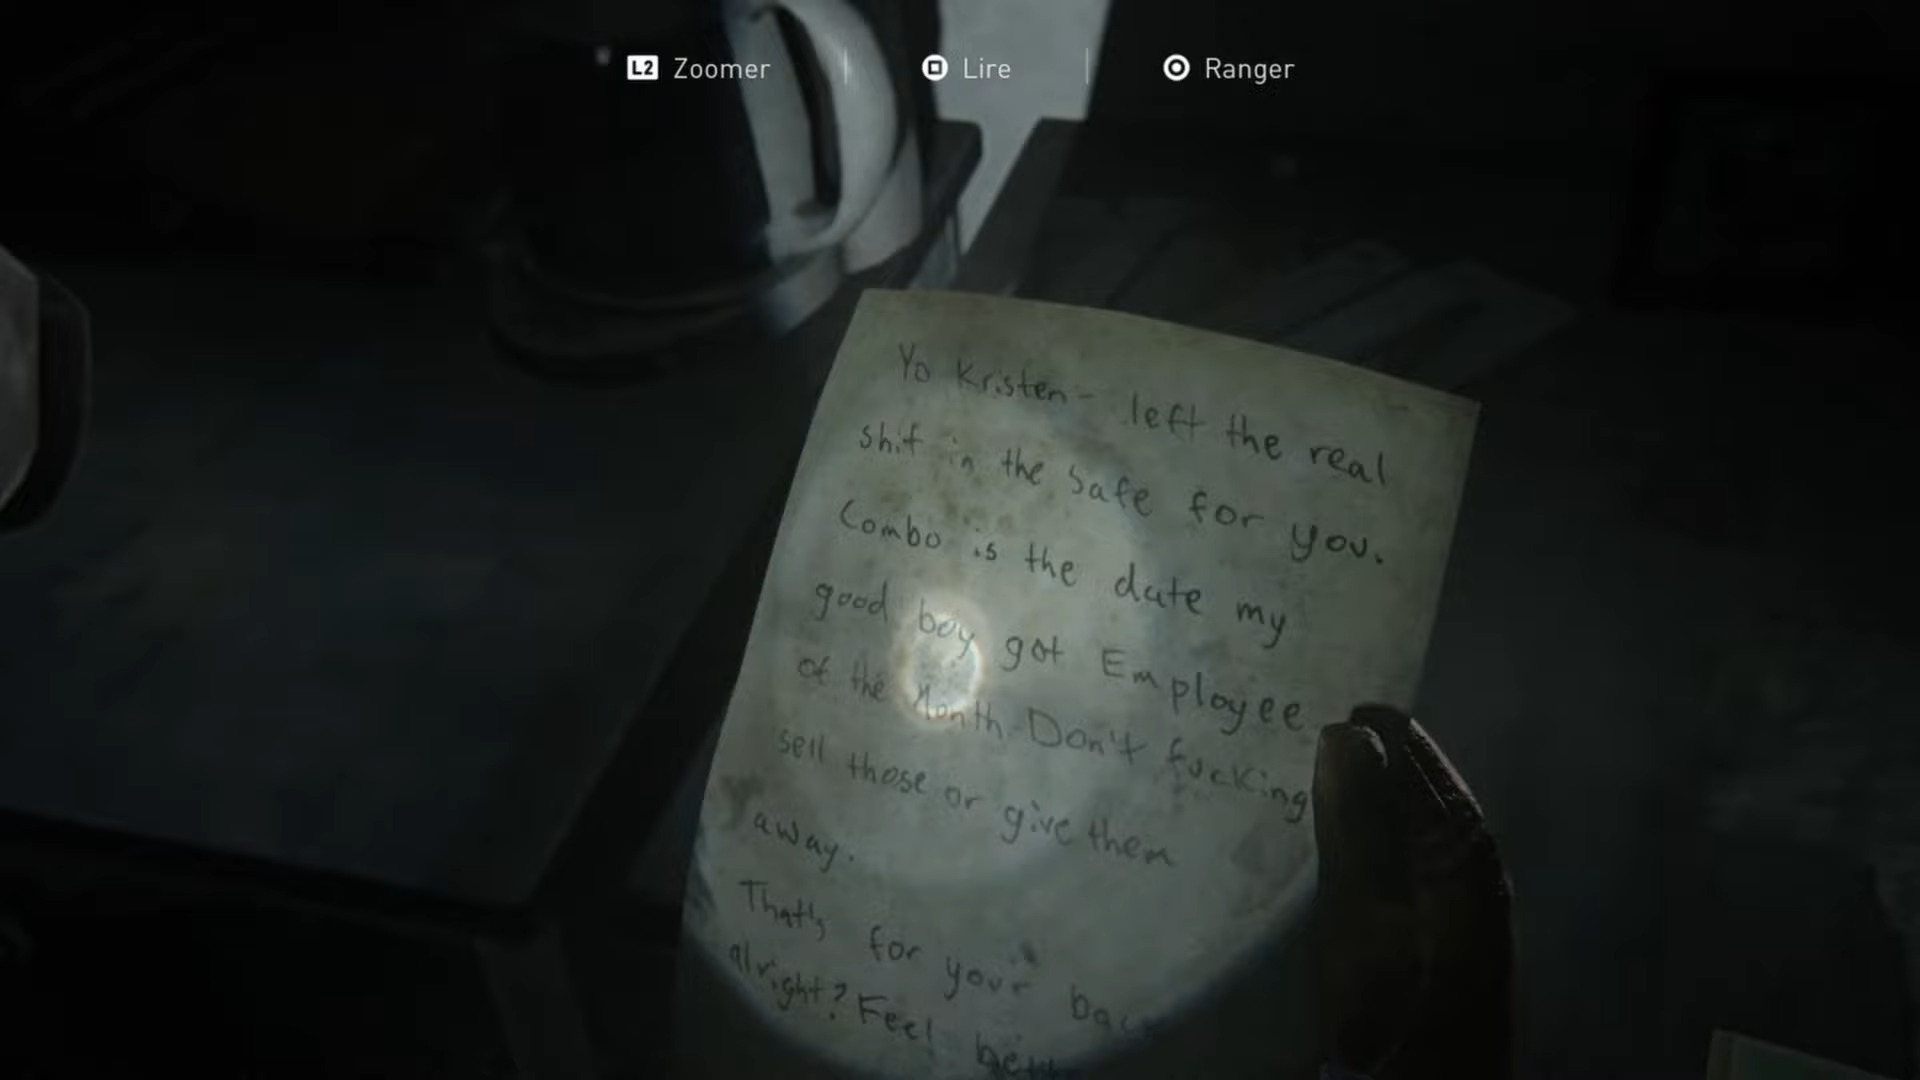 L2 Zoomer | Lire | Ranger
Yo Kristen- left the real
shit in the safe for you.
Combo is the date my
good boy got Employee
of the Month. Don't fucking
sell those or give them
away.
That's for your
alright? Feel